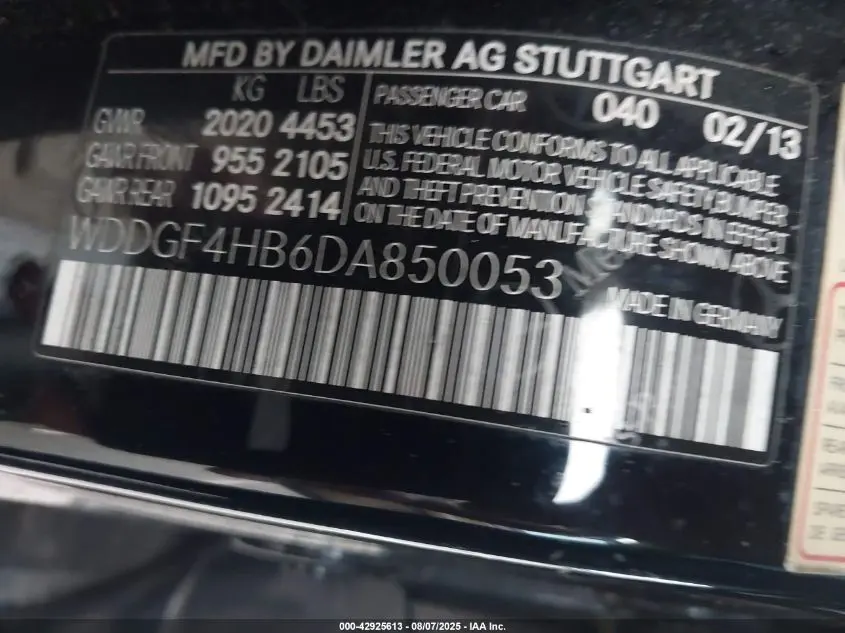 MFD BY DAIMLER AG STUTTGART
KG LBS
GVWR 2020 4453
GAWR FRONT 955 2105
GAWR REAR 1095 2414
PASSENGER CAR 040 02/13
THIS VEHICLE CONFORMS TO ALL APPLICABLE
U.S. FEDERAL MOTOR VEHICLE SAFETY BUMPER
AND THEFT PREVENTION STANDARDS IN EFFECT
ON THE DATE OF MANUFACTURE SHOWN ABOVE
WDDGF4HB6DA850053
MADE IN GERMANY
000-42925613 - 08/07/2025 - IAA Inc.